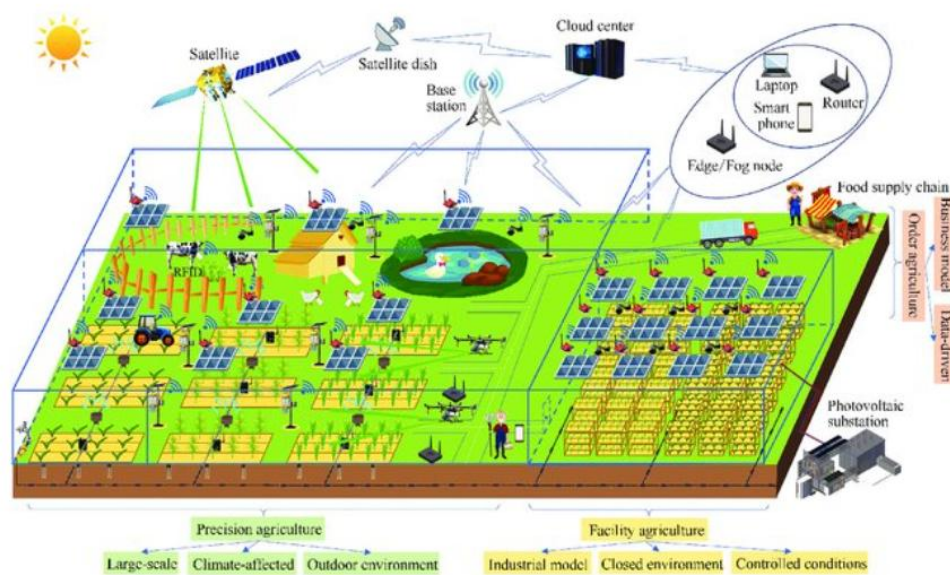 Cloud center
Satellite
Satellite dish
Laptop
Base
station
Router
Smart
phone
Edge/Fog node
Food supply chain
RFID
Order agriculture
Business model
Data-driver
Photovoltaic
substation
Precision agriculture
Facility agriculture
Large-scale
Climate-affected
Outdoor environment
Industrial model
Closed environment
Controlled conditions